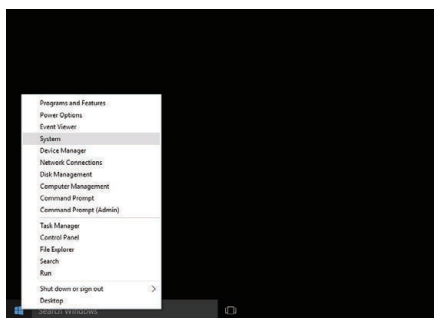 Programs and Features
Power Options
Event Viewer
System
Device Manager
Network Connections
Disk Management
Computer Management
Command Prompt
Command Prompt (Admin)
Task Manager
Control Panel
File Explorer
Search
Run
Shut down or sign out
Desktop
Search Windows